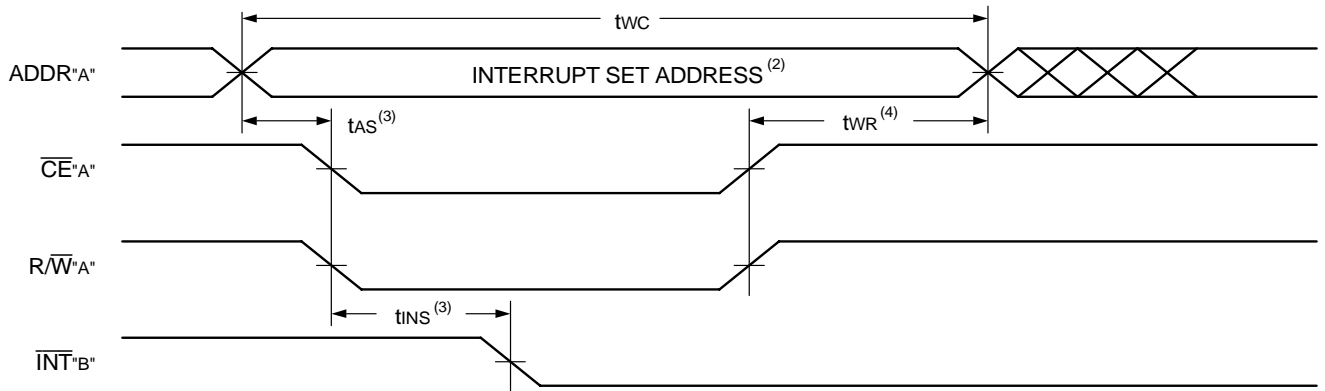 tWC
ADDR"A"
INTERRUPT SET ADDRESS(2)
tAS(3)
tWR(4)
CE"A"
R/W"A"
tINS(3)
INT"B"